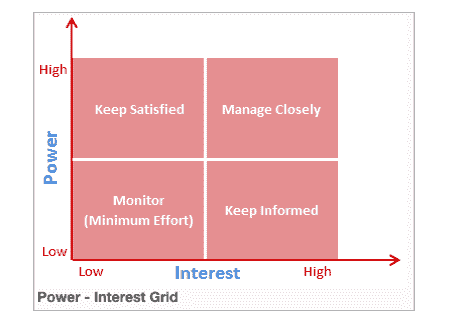 High
Keep Satisfied
Manage Closely
Power
Monitor
(Minimum Effort)
Keep Informed
Low
Low
Interest
High
Power - Interest Grid